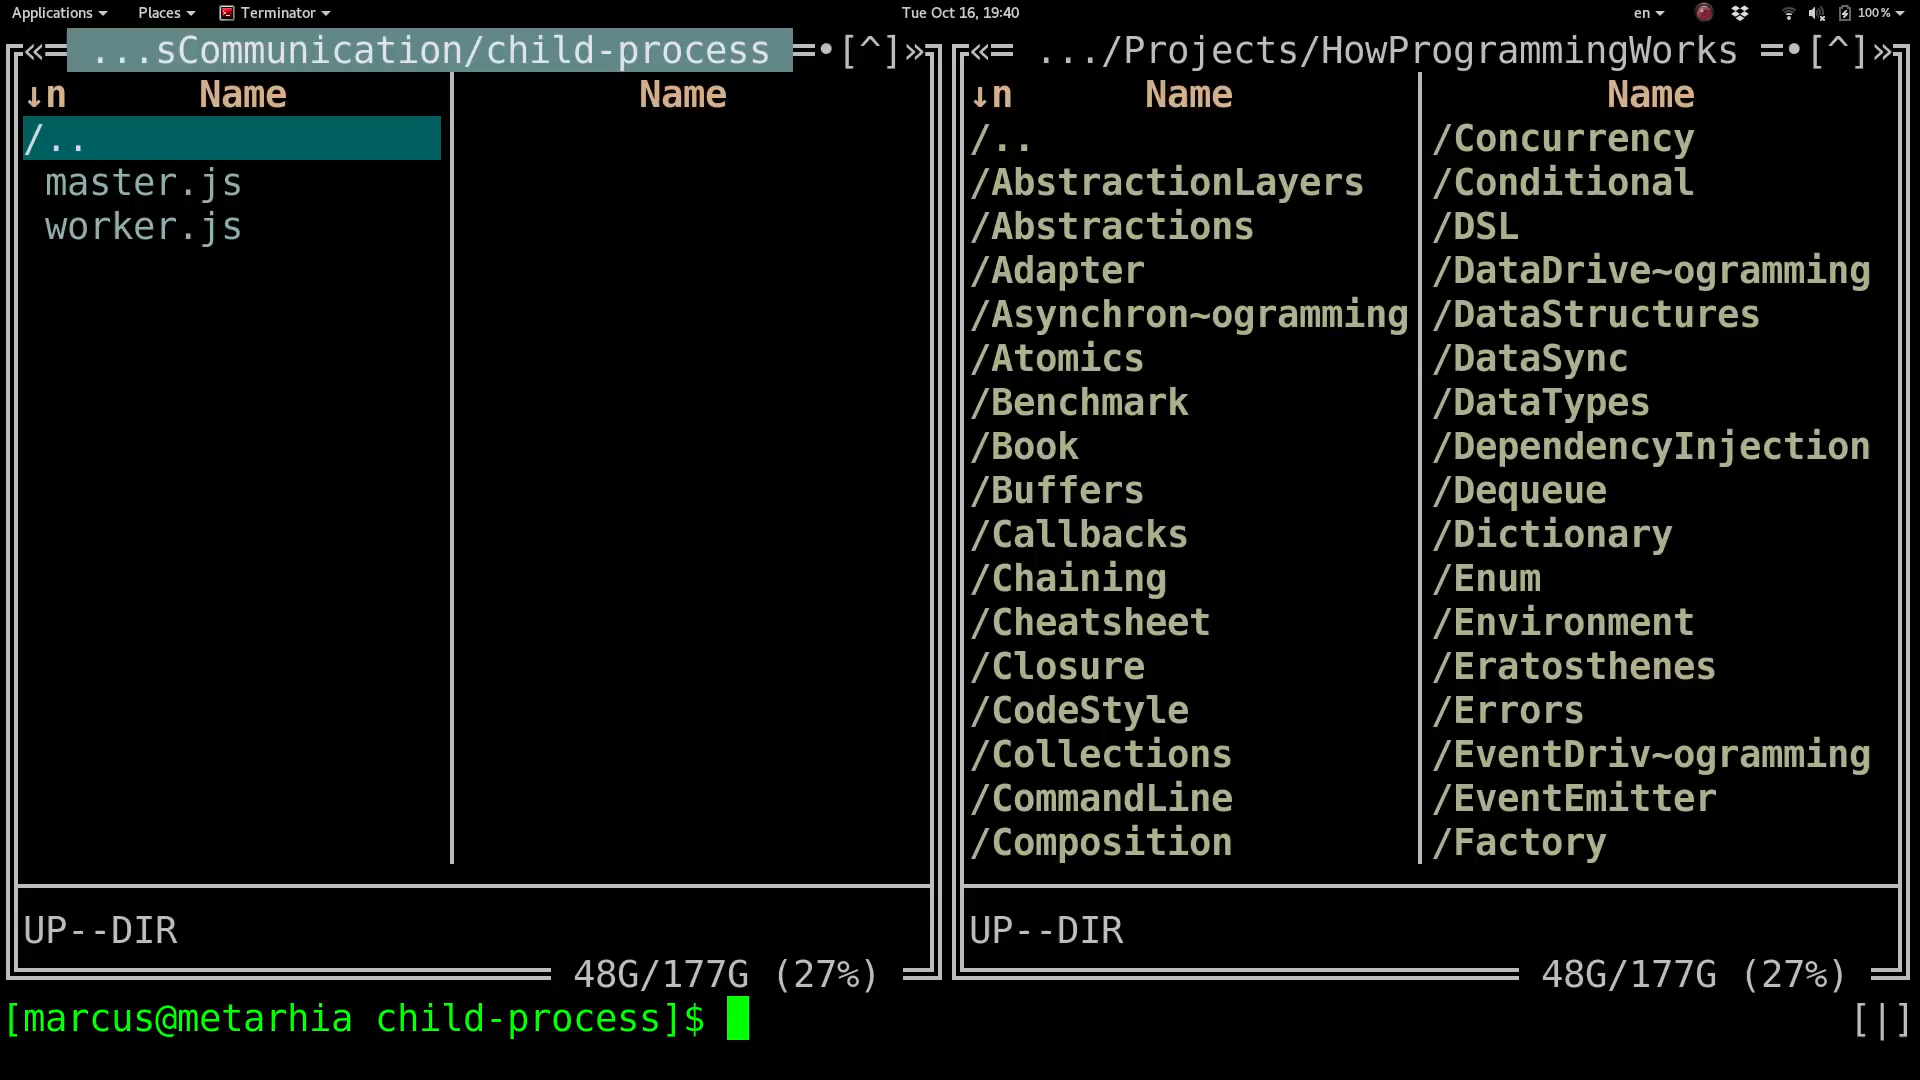 Applications Places Terminator Tue Oct 16, 19:40 en 100%
...sCommunication/child-process •[^]»
↓n Name Name
/..
master.js
worker.js
UP--DIR
48G/177G (27%)
« .../Projects/HowProgrammingWorks •[^]»
↓n Name Name
/..
/AbstractionLayers
/Abstractions
/Adapter
/Asynchron~ogramming
/Atomics
/Benchmark
/Book
/Buffers
/Callbacks
/Chaining
/Cheatsheet
/Closure
/CodeStyle
/Collections
/CommandLine
/Composition
/Concurrency
/Conditional
/DSL
/DataDrive~ogramming
/DataStructures
/DataSync
/DataTypes
/DependencyInjection
/Dequeue
/Dictionary
/Enum
/Environment
/Eratosthenes
/Errors
/EventDriv~ogramming
/EventEmitter
/Factory
UP--DIR
48G/177G (27%)
[marcus@metarhia child-process]$ [|]